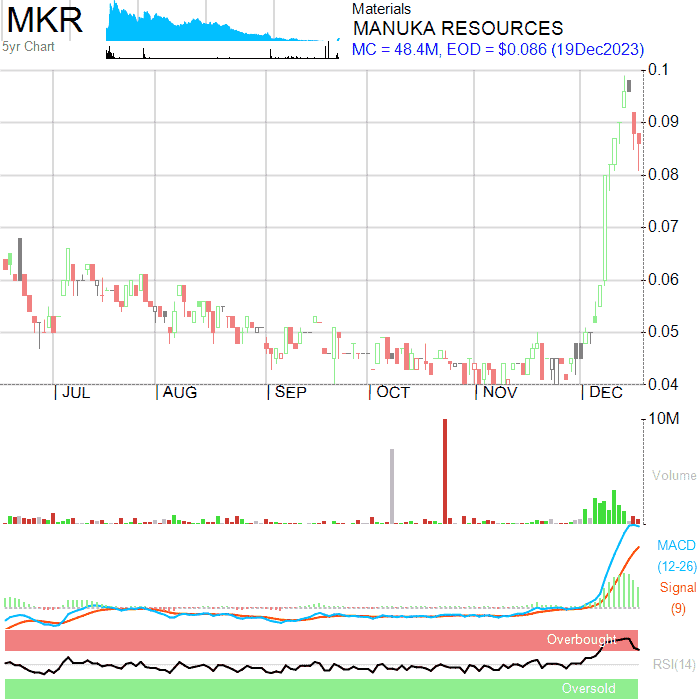 MKR
5yr Chart
Materials
MANUKA RESOURCES
MC = 48.4M, EOD = $0.086 (19Dec2023)
0.1
0.09
0.08
0.07
0.06
0.05
0.04
JUL AUG SEP OCT NOV DEC
10M
Volume
MACD
(12-26)
Signal
(9)
Overbought
RSI(14)
Oversold